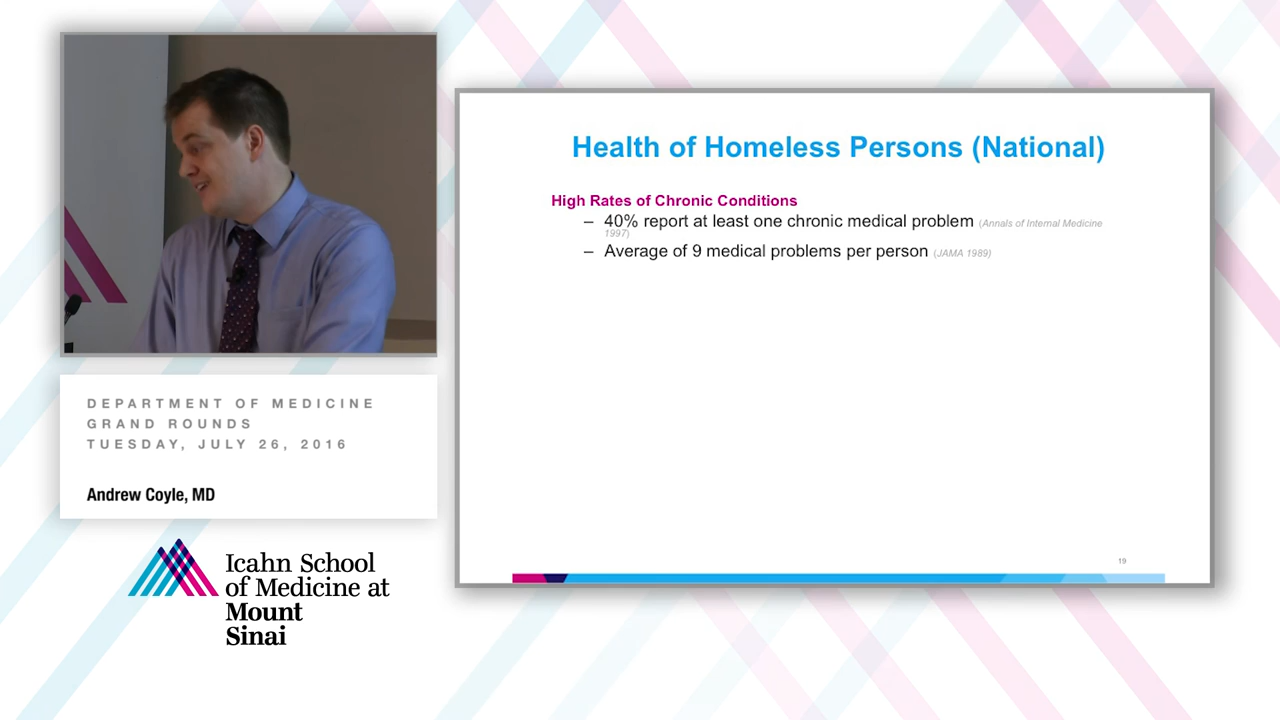 DEPARTMENT OF MEDICINE
GRAND ROUNDS
TUESDAY, JULY 26, 2016
Andrew Coyle, MD
Icahn School
of Medicine at
Mount
Sinai
Health of Homeless Persons (National)
High Rates of Chronic Conditions
– 40% report at least one chronic medical problem (Annals of Internal Medicine
1997)
– Average of 9 medical problems per person (JAMA 1989)
19